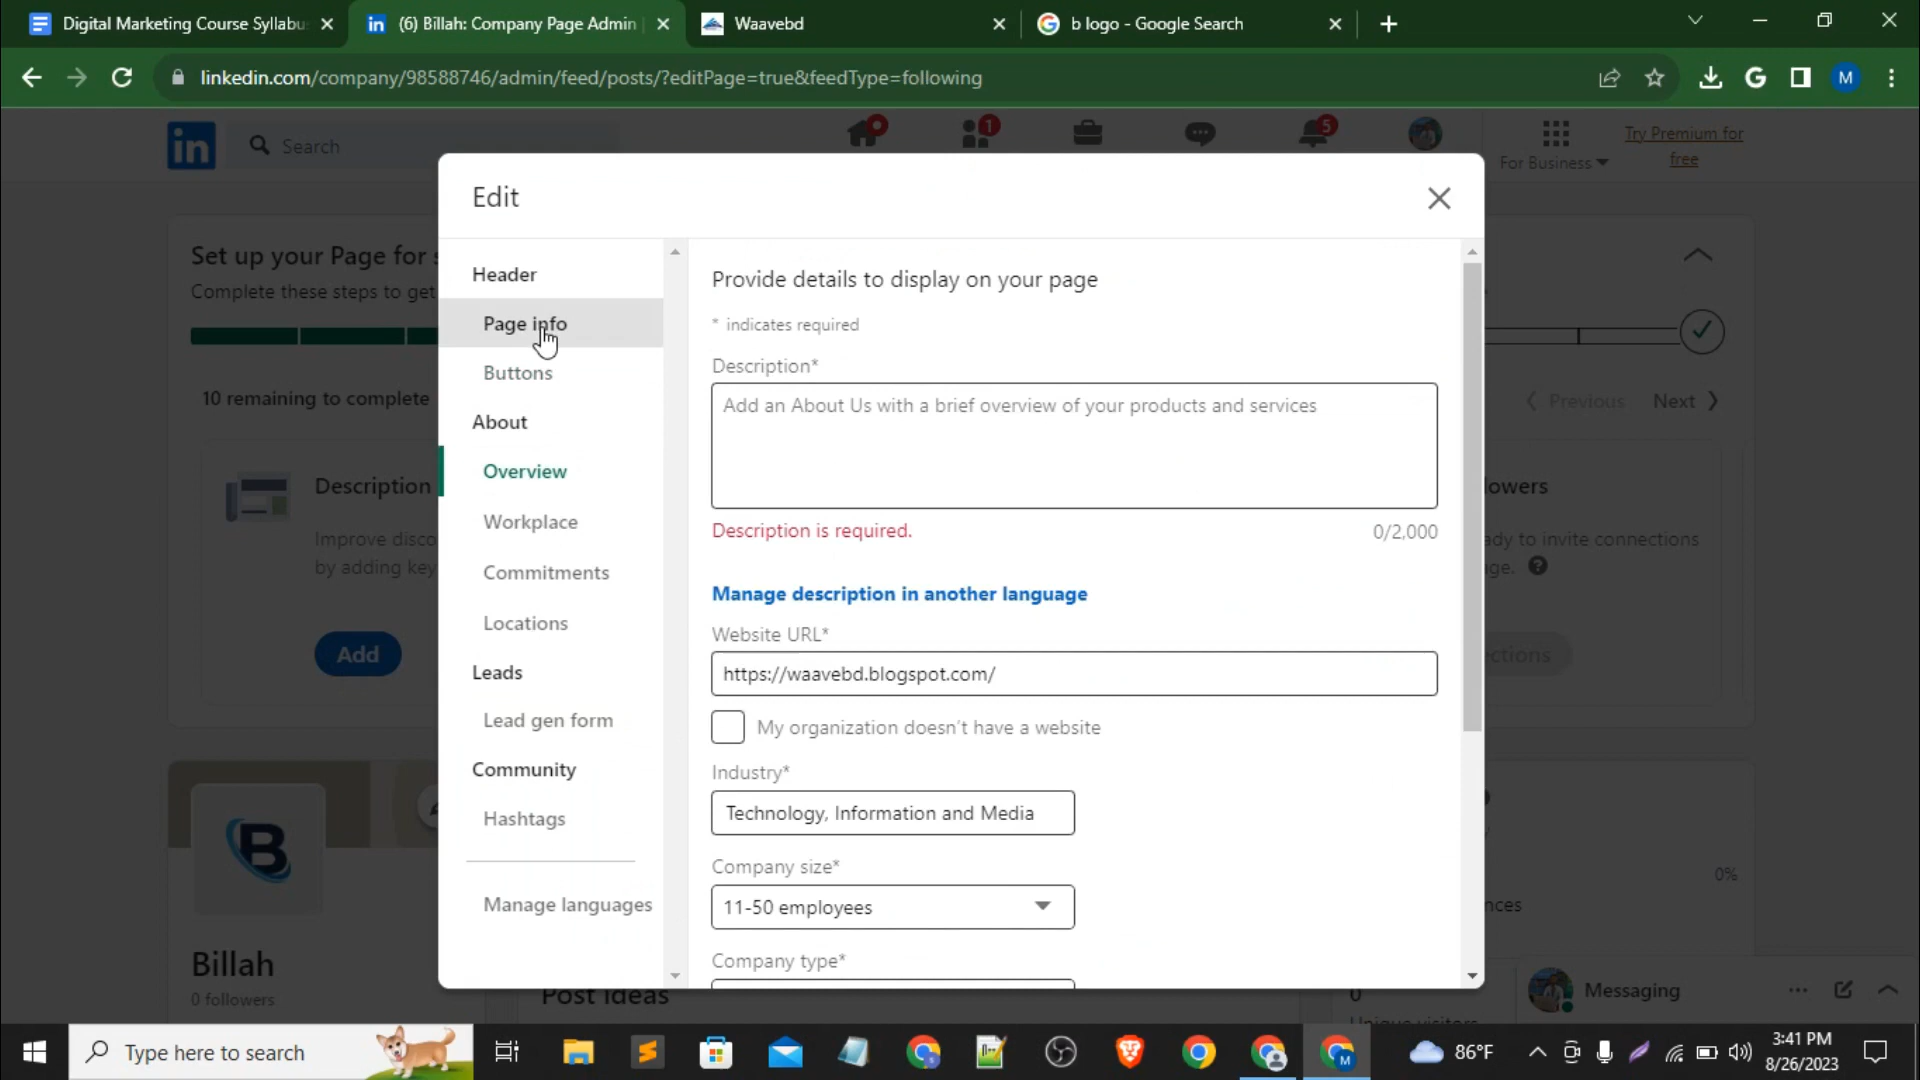 Digital Marketing Course Syllabu
(6) Billah: Company Page Admin
Waavebd
b logo - Google Search
linkedin.com/company/98588746/admin/feed/posts/?editPage=true&feedType=following
M
in
Search
1
5
For Business
Try Premium for
free
Edit
Set up your Page for
Complete these steps to get
10 remaining to complete
Description
Improve disco
by adding key
Add
Billah
0 followers
Header
Page info
Buttons
About
Overview
Workplace
Commitments
Locations
Leads
Lead gen form
Community
Hashtags
Manage languages
Provide details to display on your page
* indicates required
Description*
Add an About Us with a brief overview of your products and services
Description is required.
0/2,000
Manage description in another language
Website URL*
https://waavebd.blogspot.com/
My organization doesn't have a website
Industry*
Technology, Information and Media
Company size*
11-50 employees
Company type*
Previous
Next
lowers
ady to invite connections
ge.
ctions
0%
nces
Post Ideas
0
Unique visitors
Messaging
Type here to search
86°F
3:41 PM
8/26/2023